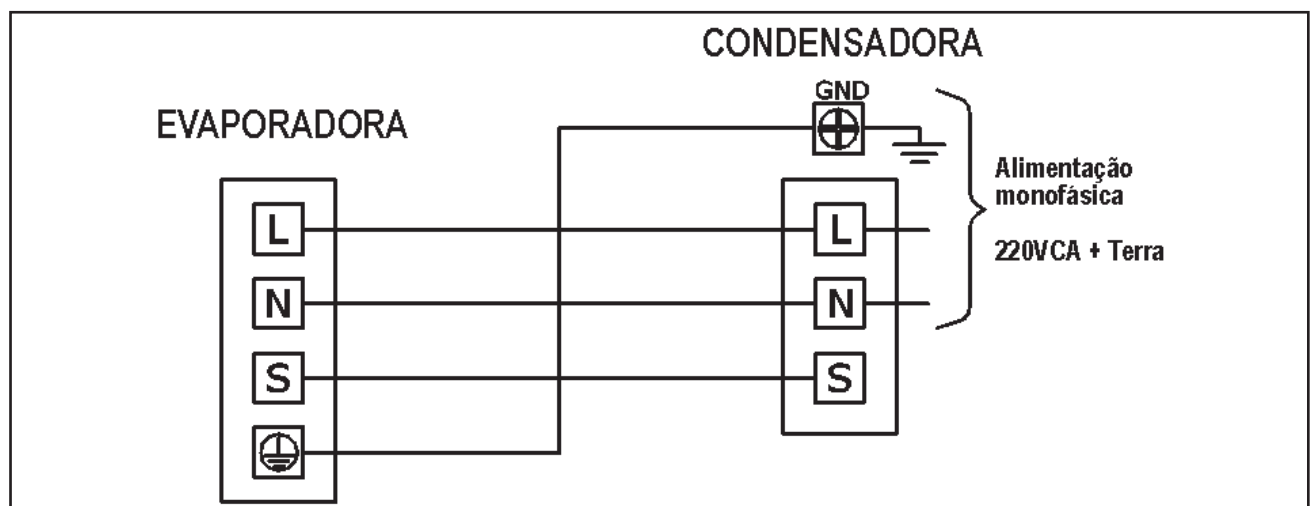 CONDENSADORA
GND
EVAPORADORA
Alimentação
monofásica
220VCA + Terra
L
L
N
N
S
S